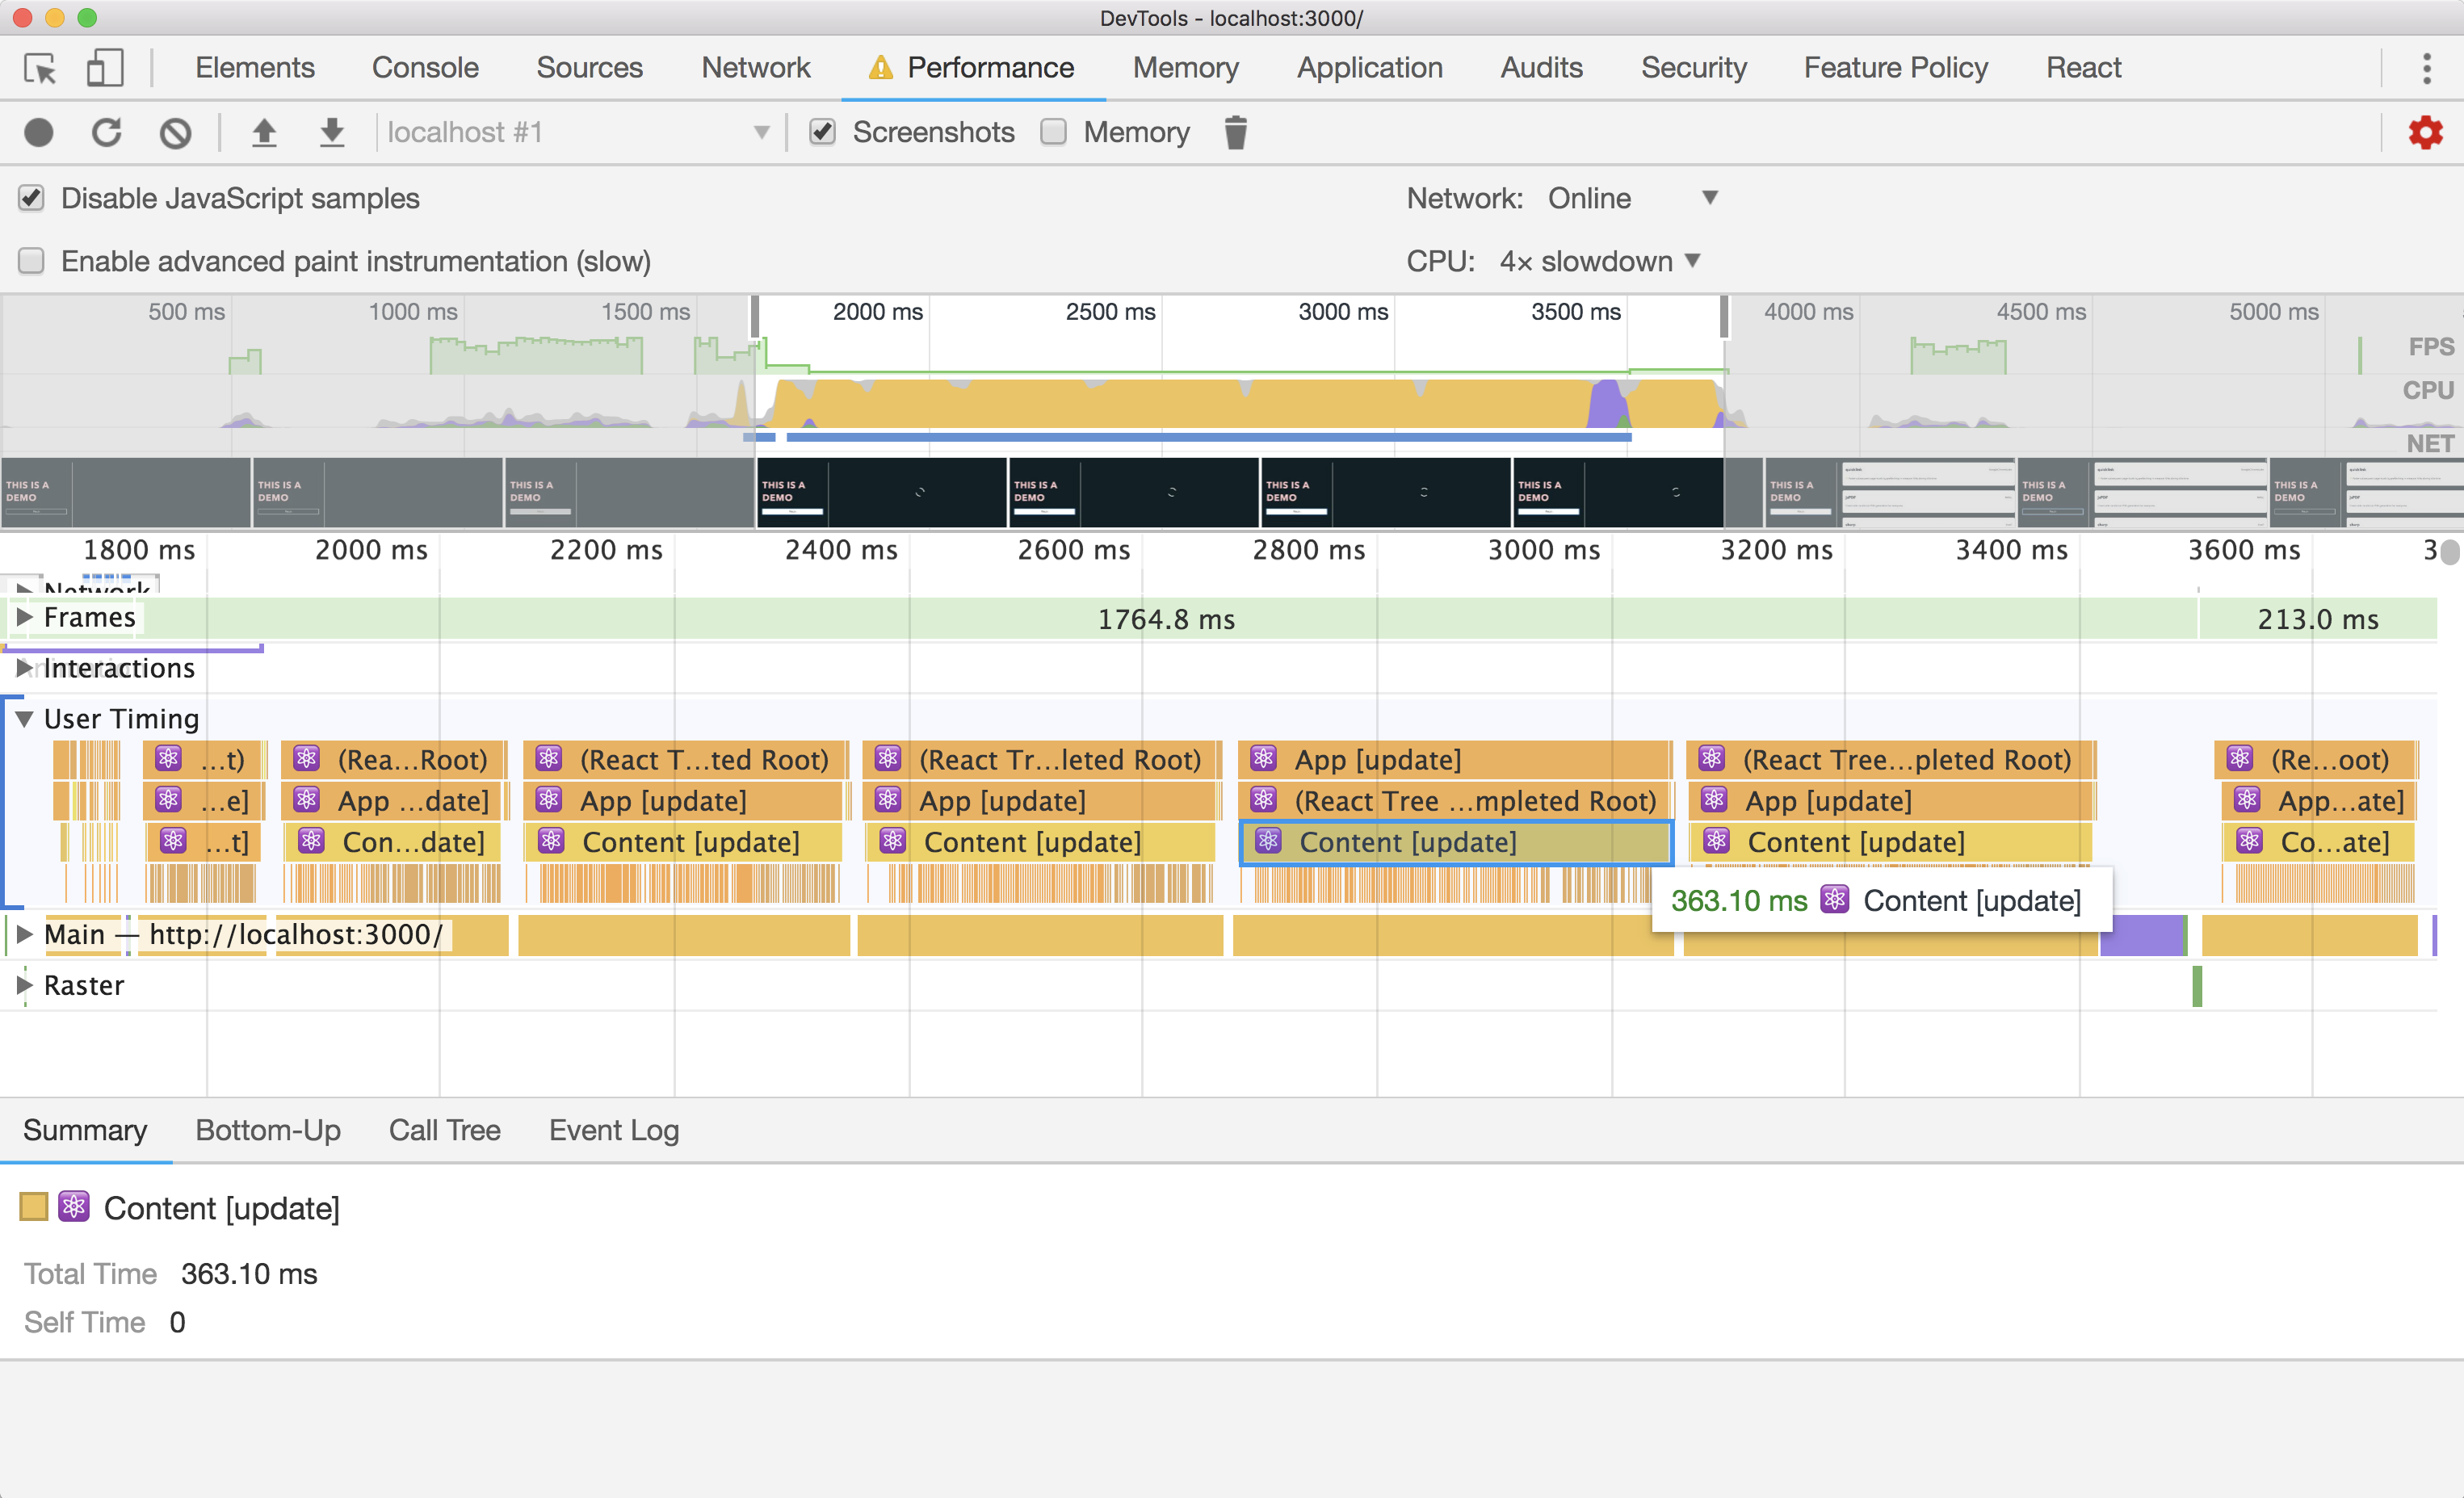 DevTools - localhost:3000/
Elements Console Sources Network Performance Memory Application Audits Security Feature Policy React
localhost #1 Screenshots Memory
Disable JavaScript samples Network: Online
Enable advanced paint instrumentation (slow) CPU: 4× slowdown
500 ms 1000 ms 1500 ms 2000 ms 2500 ms 3000 ms 3500 ms 4000 ms 4500 ms 5000 ms
FPS
CPU
NET
THIS IS A THIS IS A THIS IS A THIS IS A THIS IS A THIS IS A THIS IS A THIS IS A THIS IS A THIS IS A
DEMO DEMO DEMO DEMO DEMO DEMO DEMO DEMO DEMO DEMO
1800 ms 2000 ms 2200 ms 2400 ms 2600 ms 2800 ms 3000 ms 3200 ms 3400 ms 3600 ms 3
Network
Frames 1764.8 ms 213.0 ms
Interactions
User Timing
...t) (Rea...Root) (React T...ted Root) (React Tr...leted Root) App [update] (React Tree...pleted Root) (Re...oot)
...e] App ...date] App [update] App [update] (React Tree ...mpleted Root) App [update] App...ate]
...t] Con...date] Content [update] Content [update] Content [update] Content [update] Co...ate]
363.10 ms Content [update]
Main — http://localhost:3000/
Raster
Summary Bottom-Up Call Tree Event Log
Content [update]
Total Time 363.10 ms
Self Time 0